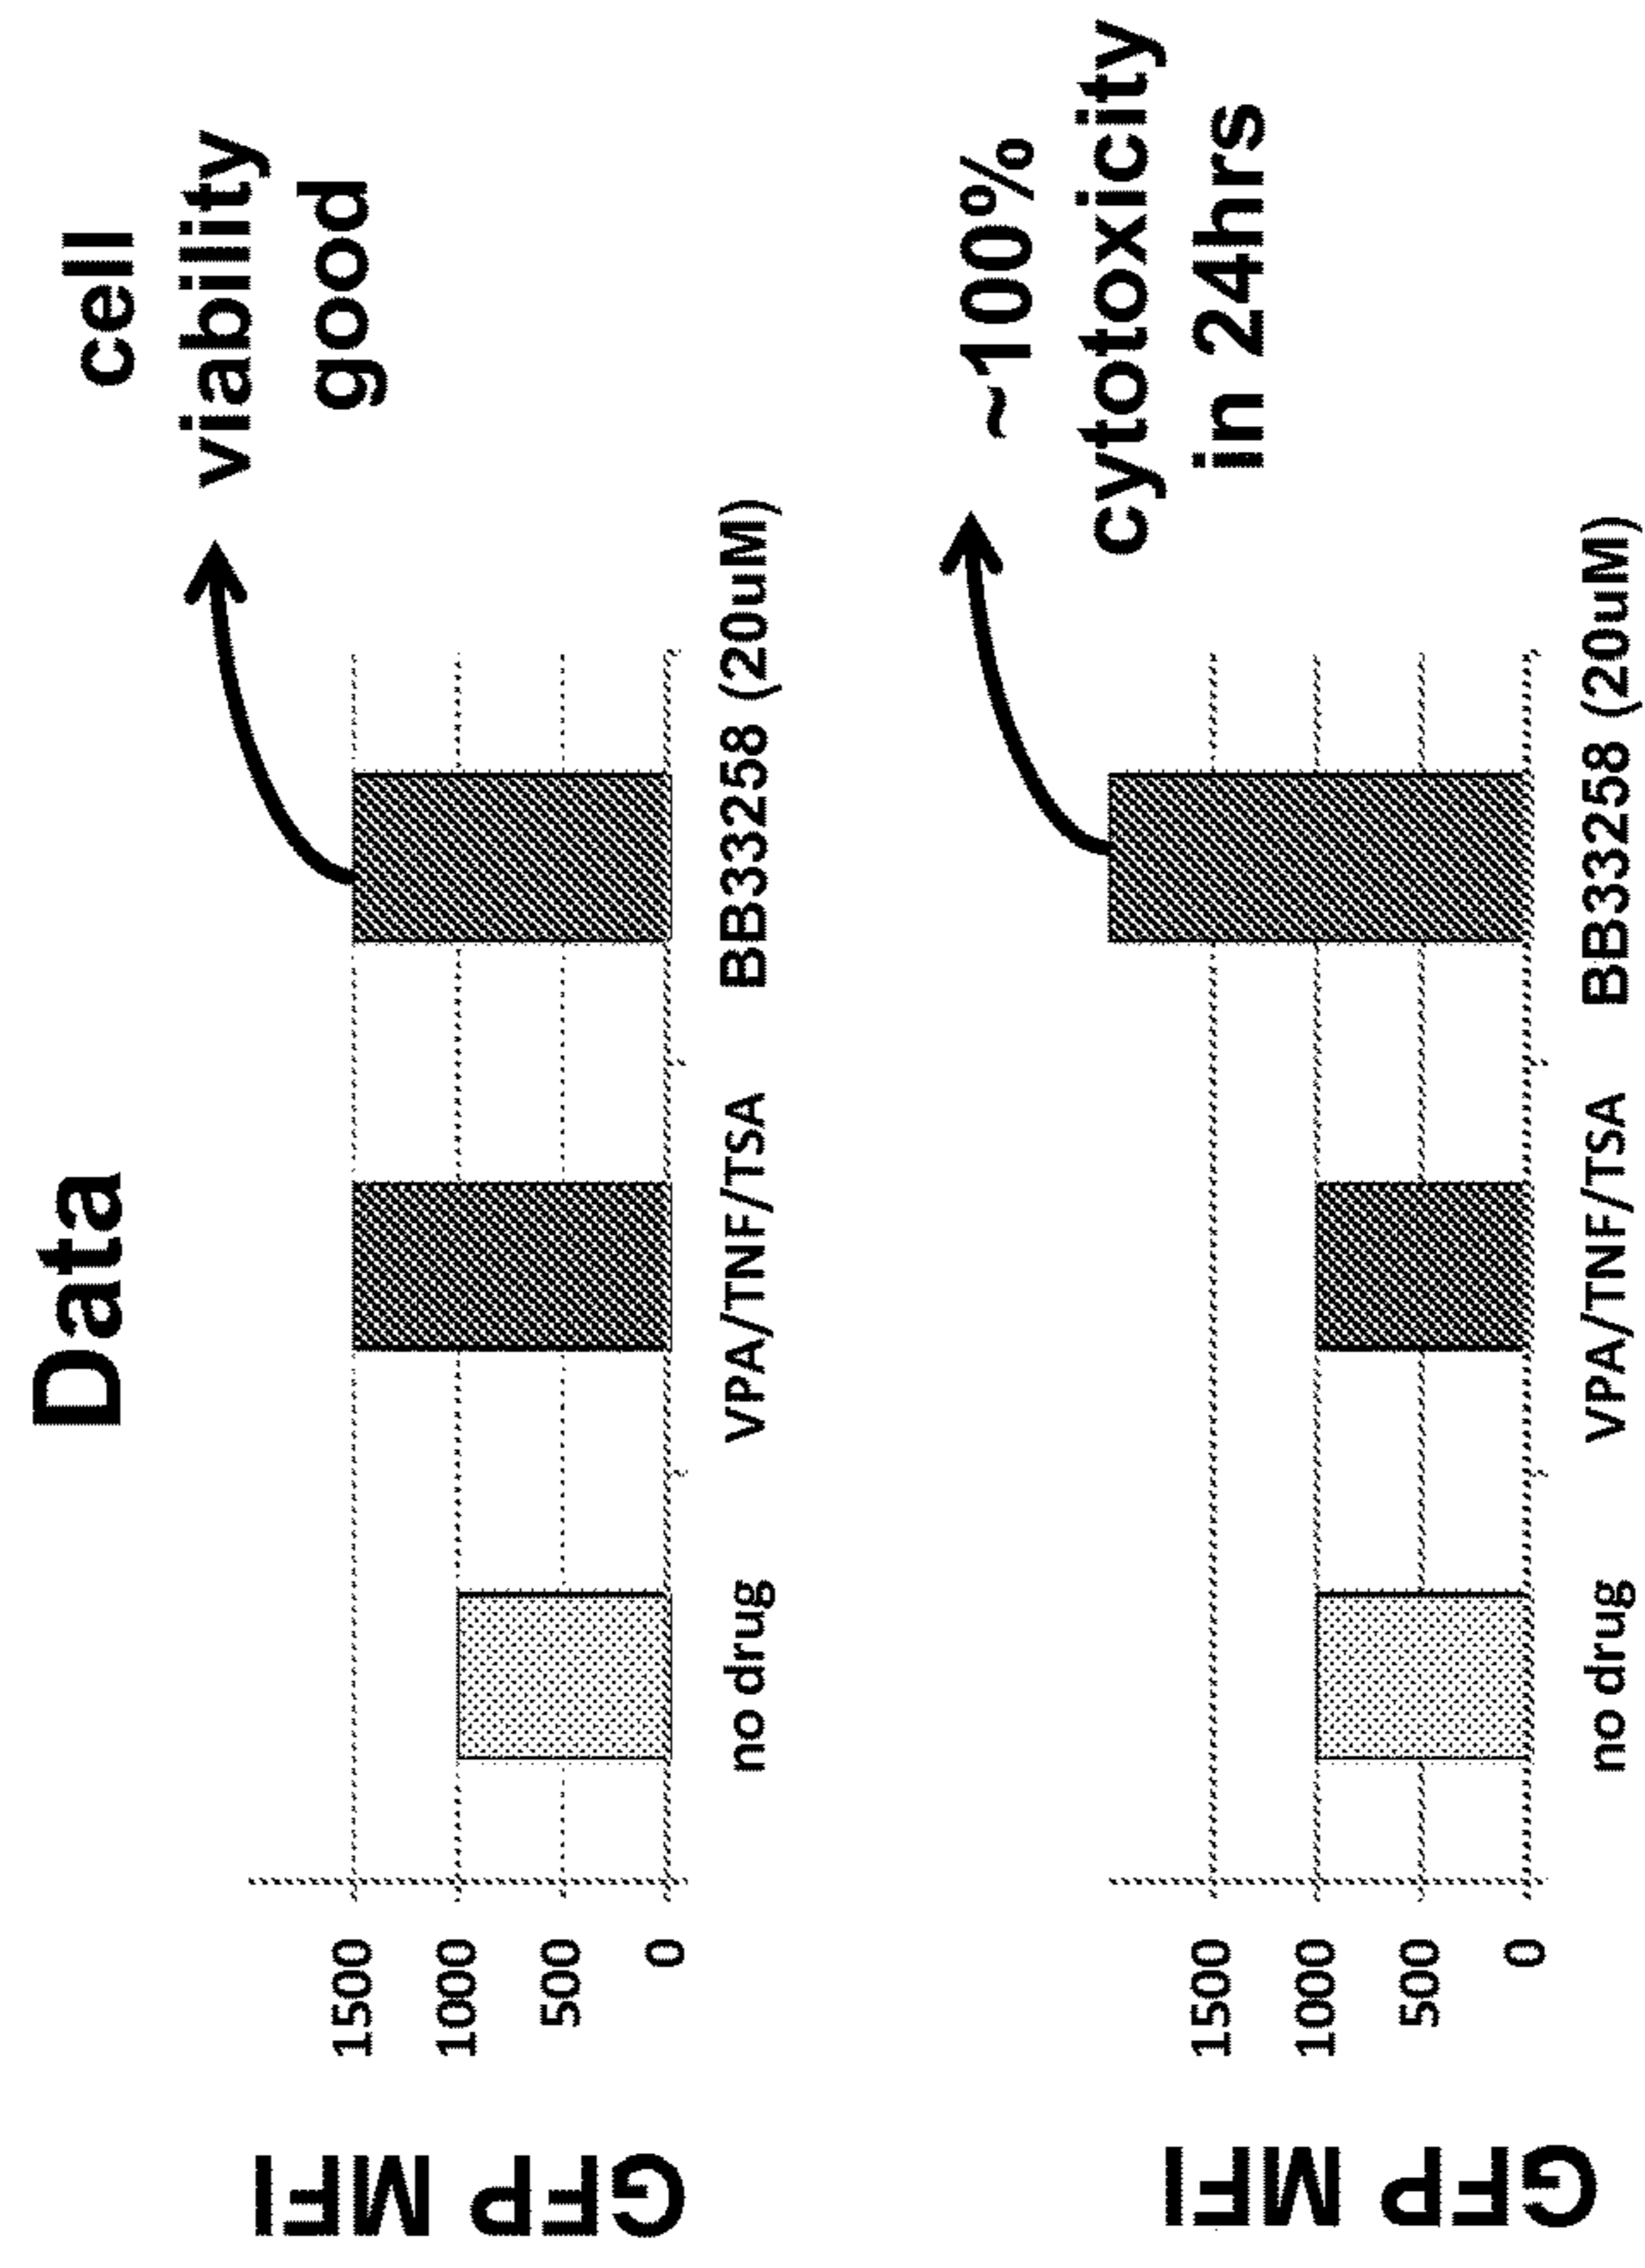 Data
GFP MFI
1500
1000
500
0
no drug
VPA/TNF/TSA
BB33258 (20uM)
cell
viability
good
GFP MFI
1500
1000
500
0
no drug
VPA/TNF/TSA
BB33258 (20uM)
~100%
cytotoxicity
in 24hrs